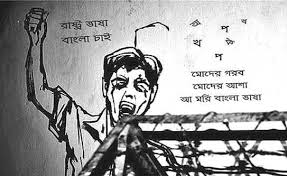 রাষ্ট্র ভাষা
বাংলা চাই
প
খ
প
মোদের গরব
মোদের আশা
আ মরি বাংলা ভাষা